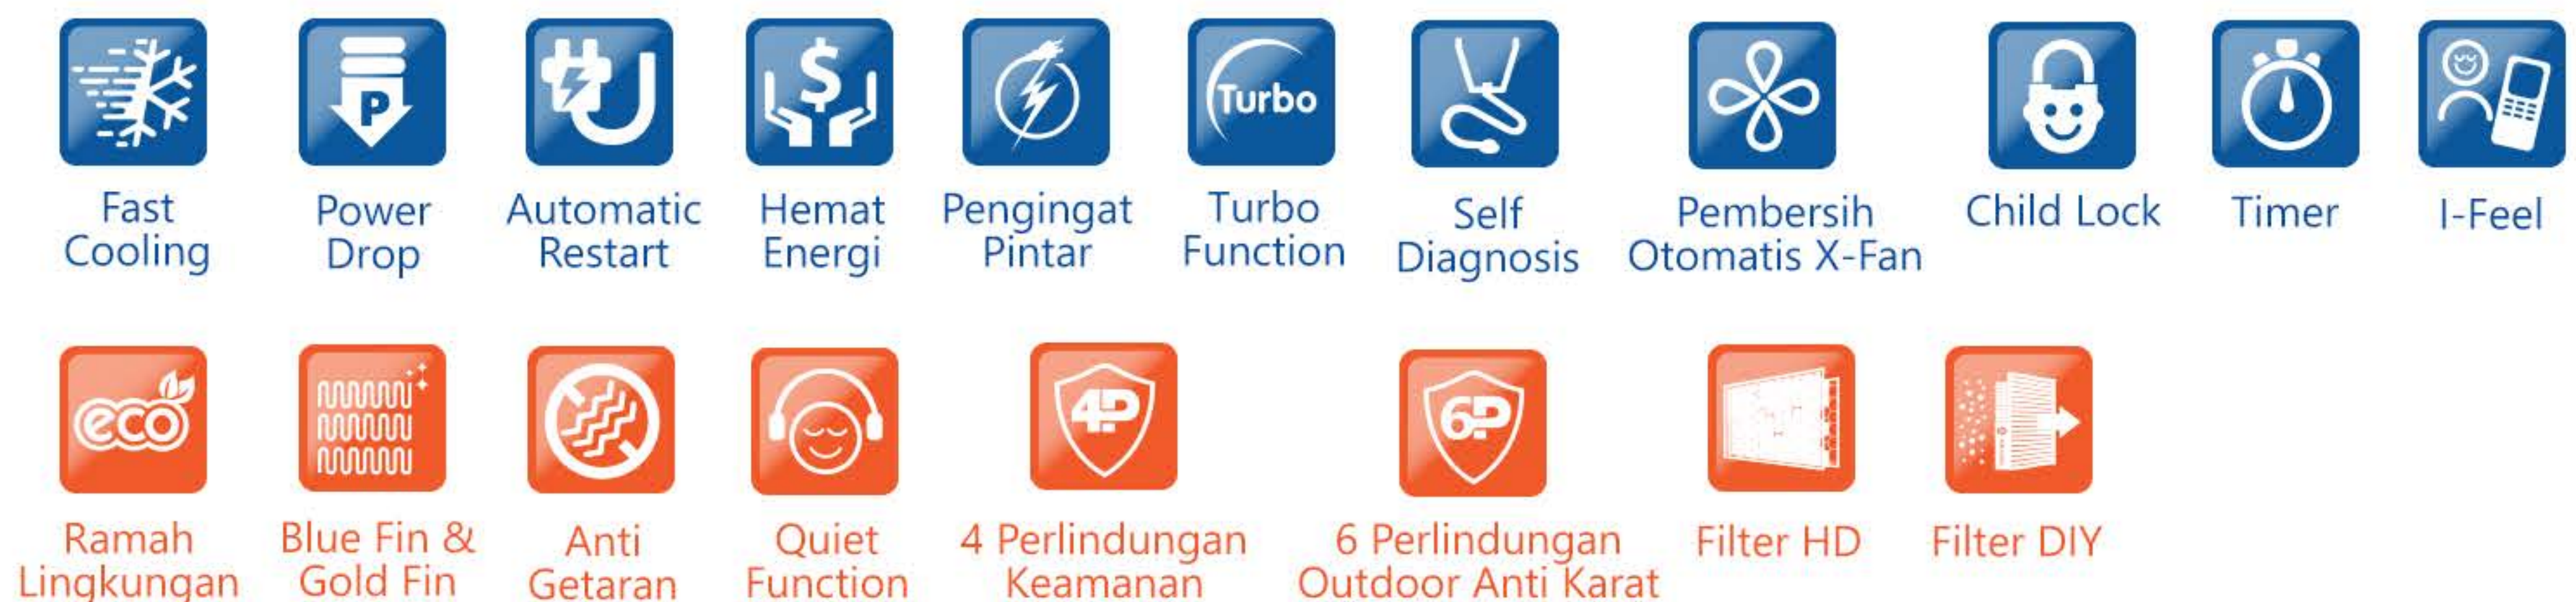 P
$
Turbo
Fast
Cooling
Power
Drop
Automatic
Restart
Hemat
Energi
Pengingat
Pintar
Turbo
Function
Self
Diagnosis
Pembersih
Otomatis X-Fan
Child Lock
Timer
I-Feel
eco
4P
6P
Ramah
Lingkungan
Blue Fin &
Gold Fin
Anti
Getaran
Quiet
Function
4 Perlindungan
Keamanan
6 Perlindungan
Outdoor Anti Karat
Filter HD
Filter DIY